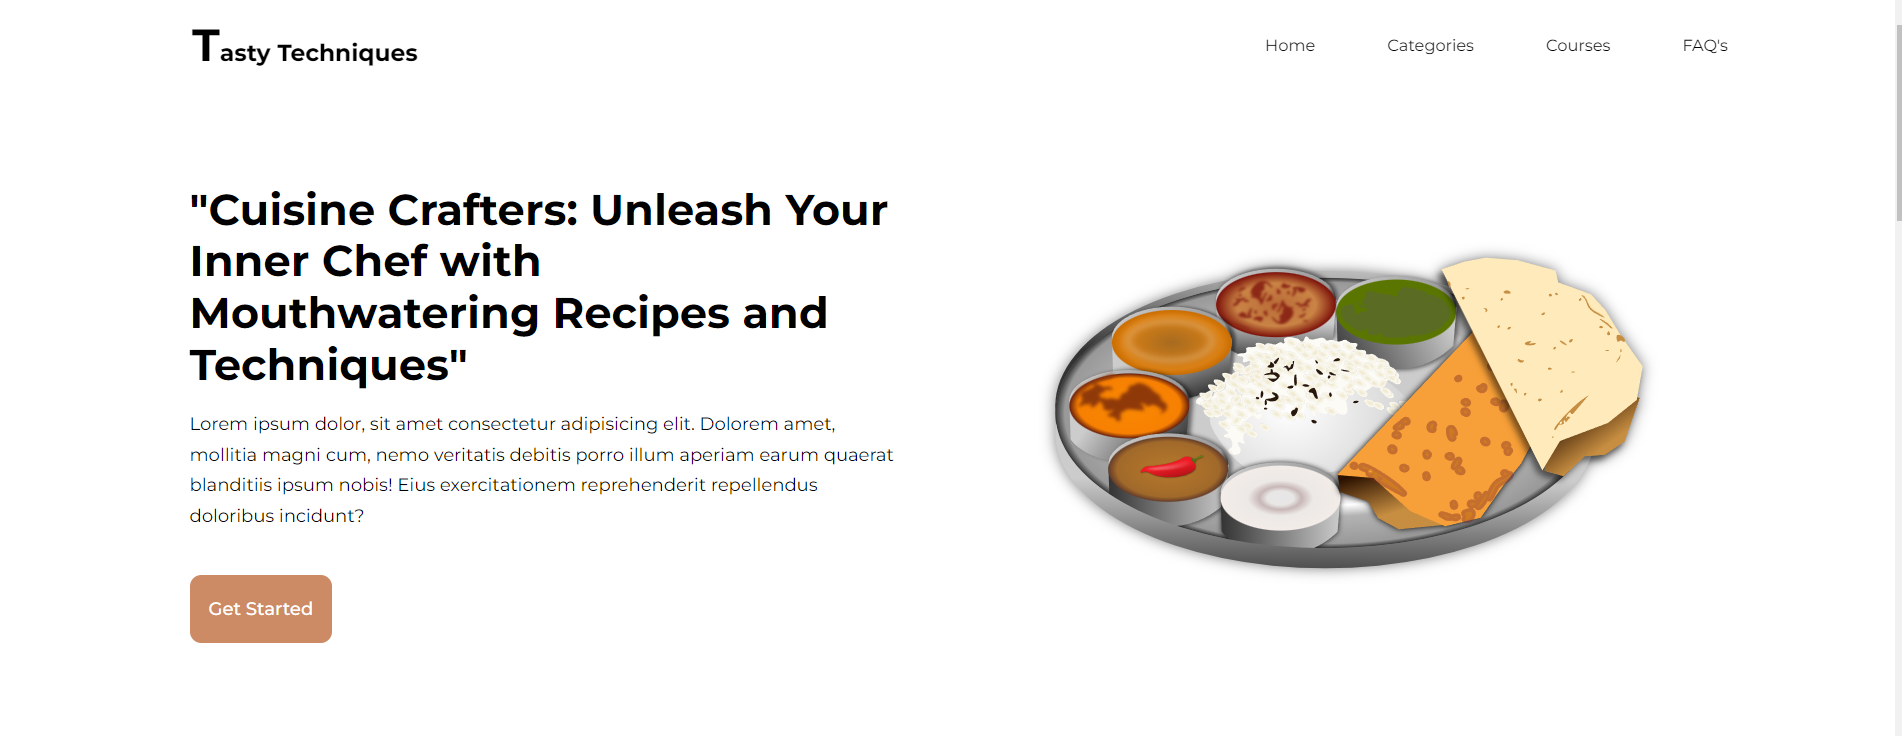 Tasty Techniques
Home Categories Courses FAQ's
"Cuisine Crafters: Unleash Your
Inner Chef with
Mouthwatering Recipes and
Techniques"
Lorem ipsum dolor, sit amet consectetur adipisicing elit. Dolorem amet,
mollitia magni cum, nemo veritatis debitis porro illum aperiam earum quaerat
blanditiis ipsum nobis! Eius exercitationem reprehenderit repellendus
doloribus incidunt?
Get Started